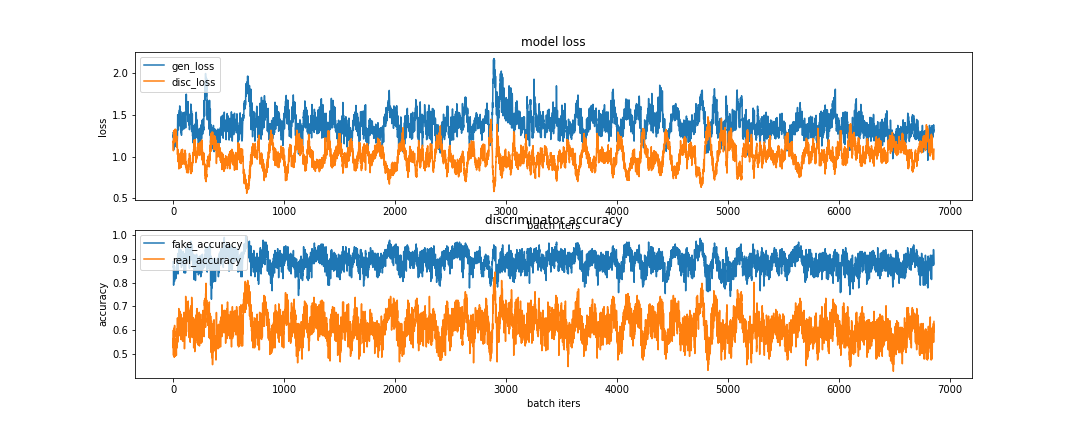 model loss
gen_loss
disc_loss
loss
2.0
1.5
1.0
0.5
0 1000 2000 3000 4000 5000 6000 7000
batch iters
discriminator accuracy
fake_accuracy
real_accuracy
accuracy
1.0
0.9
0.8
0.7
0.6
0.5
0 1000 2000 3000 4000 5000 6000 7000
batch iters